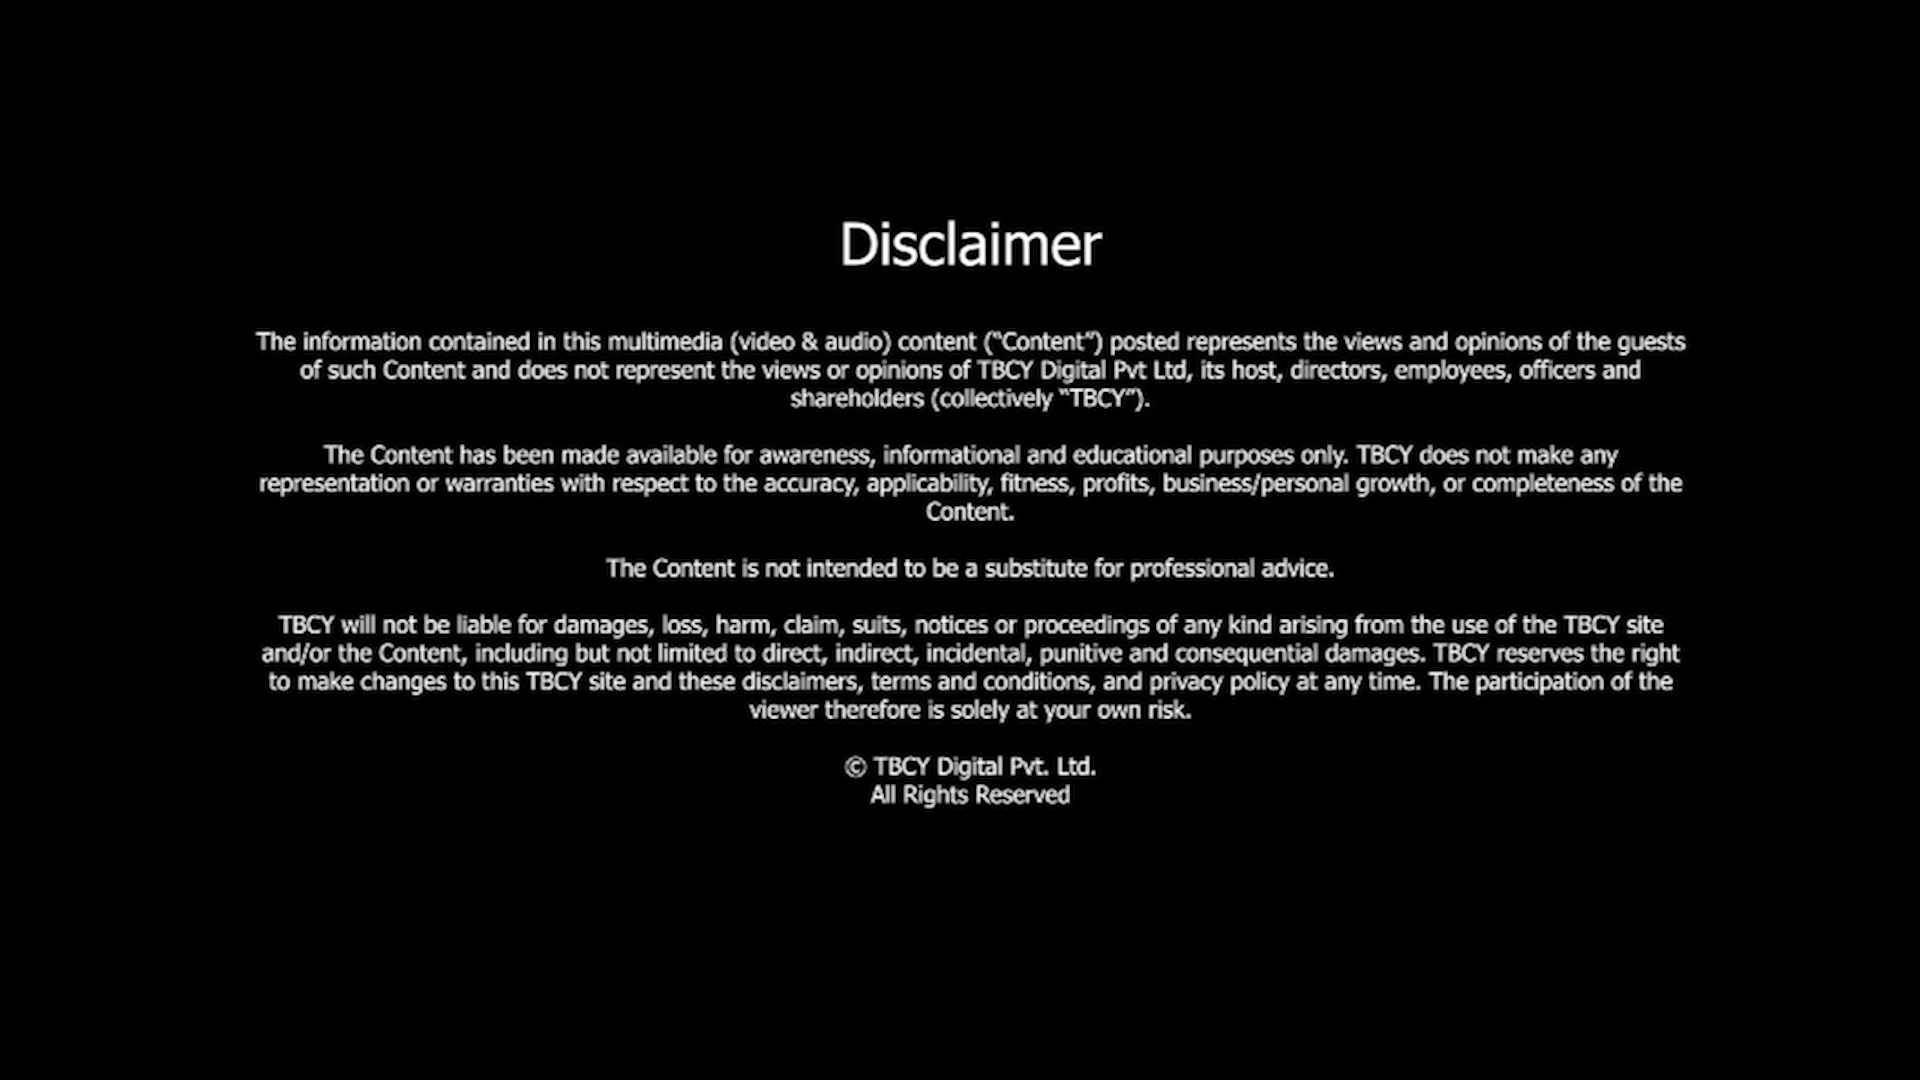 Disclaimer
The information contained in this multimedia (video & audio) content (“Content”) posted represents the views and opinions of the guests
of such Content and does not represent the views or opinions of TBCY Digital Pvt Ltd, its host, directors, employees, officers and
shareholders (collectively “TBCY”).
The Content has been made available for awareness, informational and educational purposes only. TBCY does not make any
representation or warranties with respect to the accuracy, applicability, fitness, profits, business/personal growth, or completeness of the
Content.
The Content is not intended to be a substitute for professional advice.
TBCY will not be liable for damages, loss, harm, claim, suits, notices or proceedings of any kind arising from the use of the TBCY site
and/or the Content, including but not limited to direct, indirect, incidental, punitive and consequential damages. TBCY reserves the right
to make changes to this TBCY site and these disclaimers, terms and conditions, and privacy policy at any time. The participation of the
viewer therefore is solely at your own risk.
© TBCY Digital Pvt. Ltd.
All Rights Reserved